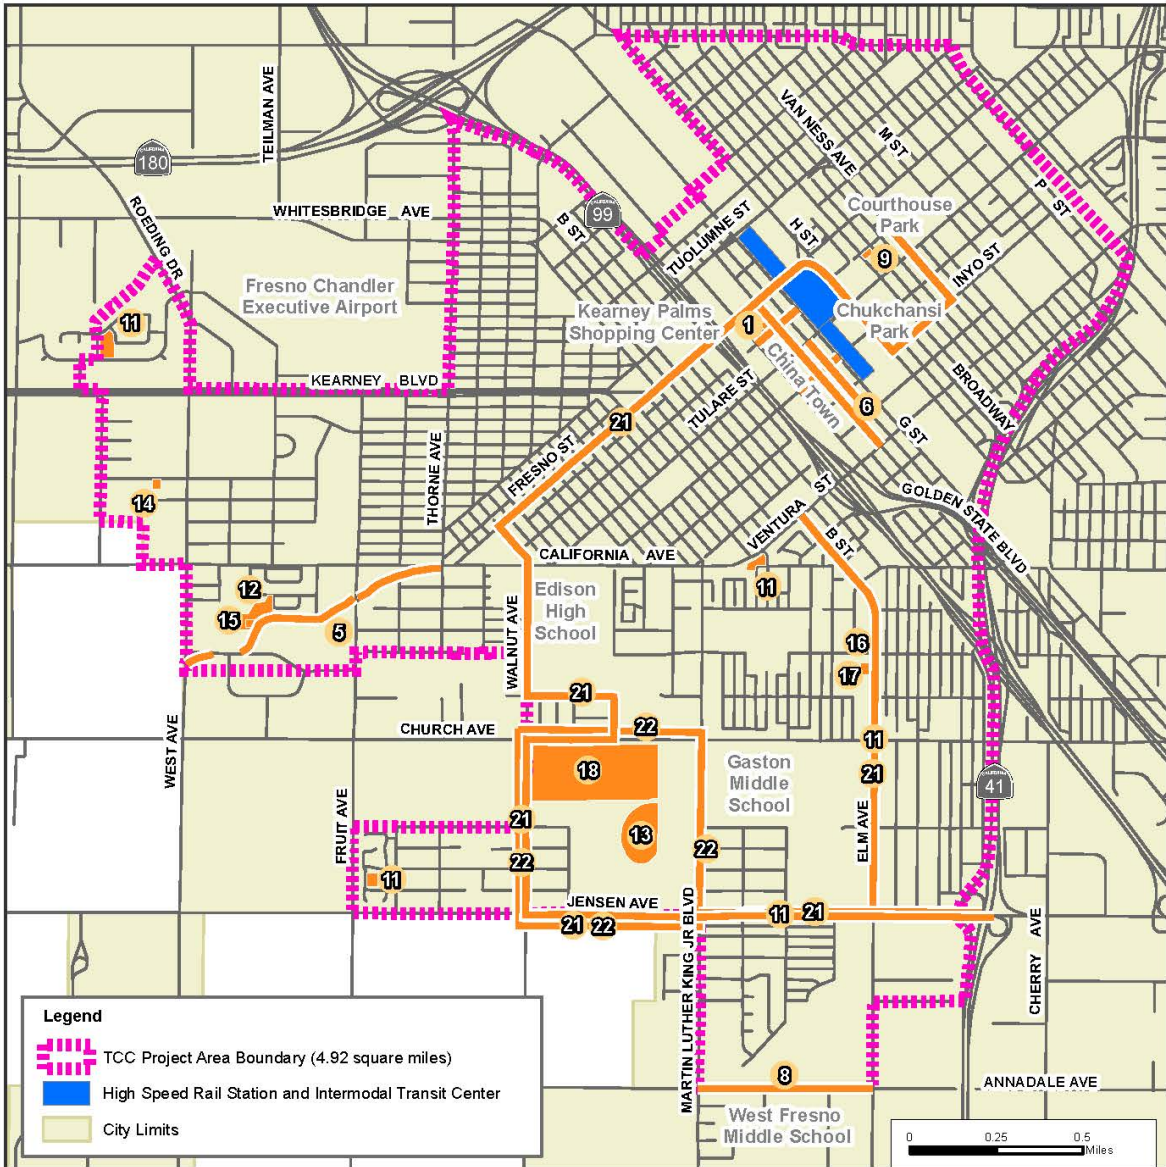 TEILMAN AVE
180
WHITESBRIDGE AVE
ROEDING DR
99
B ST
VAN NESS AVE
M ST
P ST
Courthouse
Park
TUOLUMNE ST
H ST
9
INYO ST
Fresno Chandler
Executive Airport
11
Kearney Palms
Shopping Center
1
Chukchansi
Park
China Town
KEARNEY BLVD
TULARE ST
6
G ST
BROADWAY
21
FRESNO ST
THORNE AVE
14
VENTURA ST
B ST
GOLDEN STATE BLVD
CALIFORNIA AVE
12
15
5
WALNUT AVE
Edison
High
School
11
16
17
21
CHURCH AVE
22
WEST AVE
18
Gaston
Middle
School
11
21
41
FRUIT AVE
21
13
22
22
ELM AVE
11
JENSEN AVE
21
22
11
21
MARTIN LUTHER KING JR BLVD
CHERRY AVE
8
ANNADALE AVE
West Fresno
Middle School
Legend
TCC Project Area Boundary (4.92 square miles)
High Speed Rail Station and Intermodal Transit Center
City Limits
0 0.25 0.5
Miles